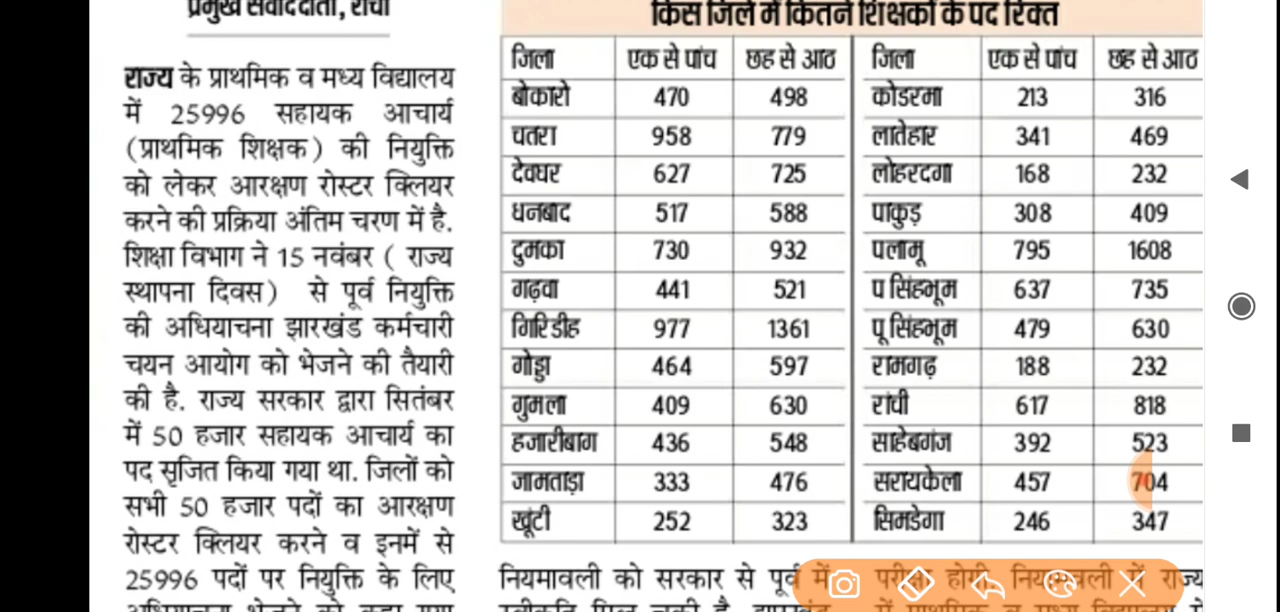 प्रमुख संवाददाता, रांची
राज्य के प्राथमिक व मध्य विद्यालय
में 25996 सहायक आचार्य
(प्राथमिक शिक्षक) की नियुक्ति
को लेकर आरक्षण रोस्टर क्लियर
करने की प्रक्रिया अंतिम चरण में है.
शिक्षा विभाग ने 15 नवंबर ( राज्य
स्थापना दिवस) से पूर्व नियुक्ति
की अधियाचना झारखंड कर्मचारी
चयन आयोग को भेजने की तैयारी
की है. राज्य सरकार द्वारा सितंबर
में 50 हजार सहायक आचार्य का
पद सृजित किया गया था. जिलों को
सभी 50 हजार पदों का आरक्षण
रोस्टर क्लियर करने व इनमें से
25996 पदों पर नियुक्ति के लिए
किस जिले में कितने शिक्षकों के पद रिक्त
जिला एक से पांच छह से आठ जिला एक से पांच छह से आठ
बोकारो 470 498 कोडरमा 213 316
चतरा 958 779 लातेहार 341 469
देवघर 627 725 लोहरदगा 168 232
धनबाद 517 588 पाकुड़ 308 409
दुमका 730 932 पलामू 795 1608
गढ़वा 441 521 प सिंहभूम 637 735
गिरिडीह 977 1361 पू सिंहभूम 479 630
गोड्डा 464 597 रामगढ़ 188 232
गुमला 409 630 रांची 617 818
हजारीबाग 436 548 साहेबगंज 392 523
जामताड़ा 333 476 सरायकेला 457 704
खूंटी 252 323 सिमडेगा 246 347
नियमावली को सरकार से पूर्व में
परीक्षा होगी. नियमावली में राज्य